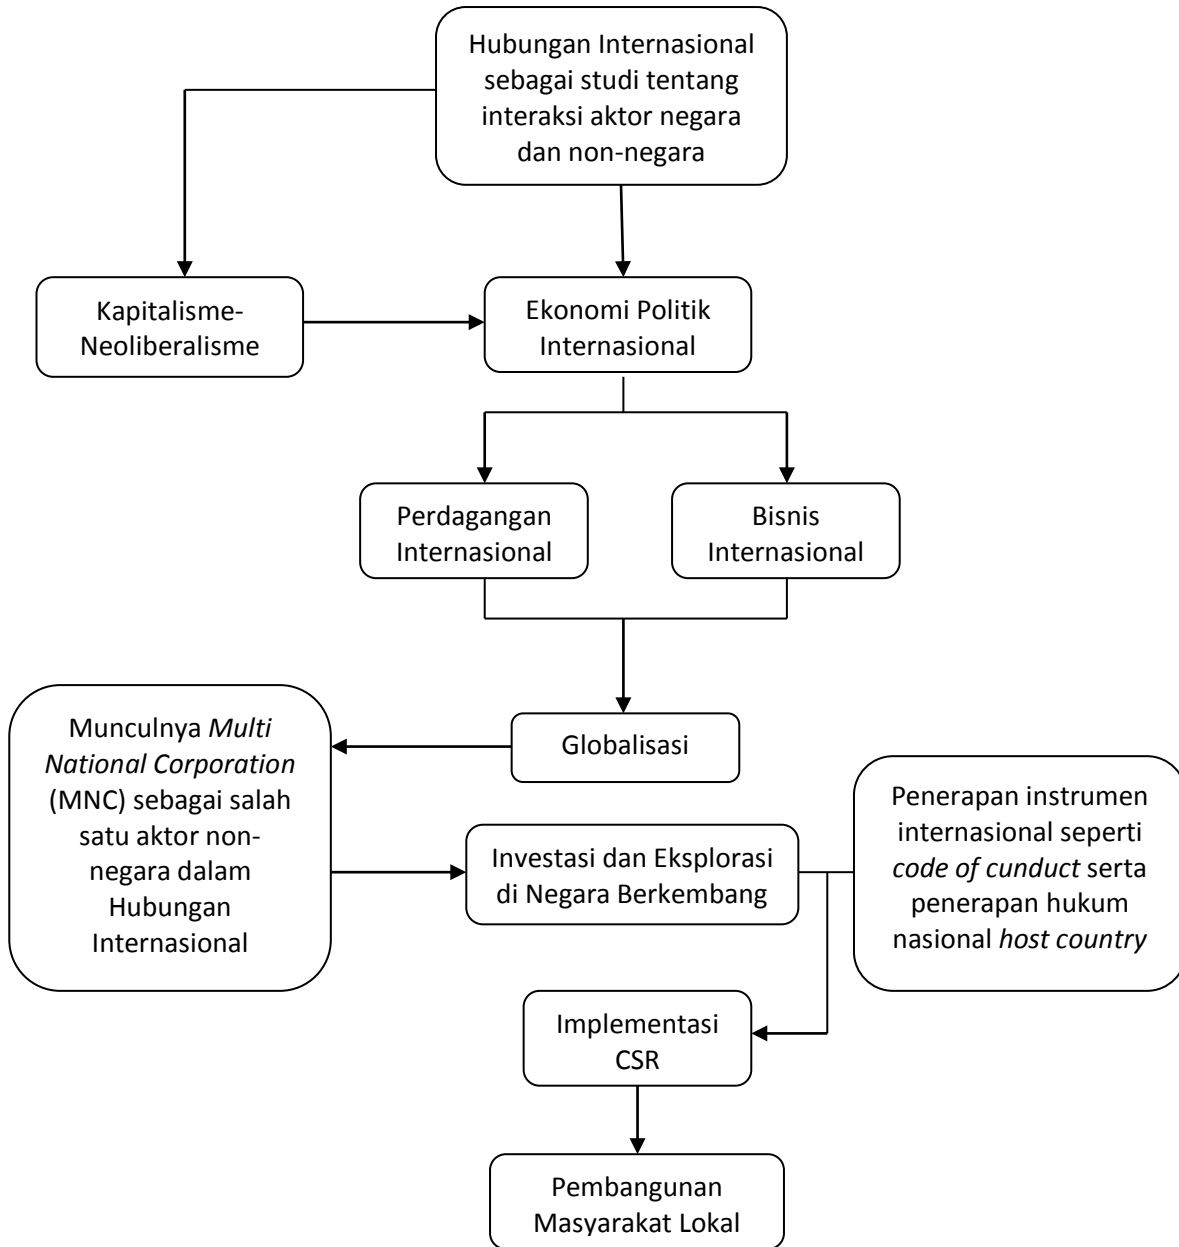 Hubungan Internasional
sebagai studi tentang
interaksi aktor negara
dan non-negara
Kapitalisme-
Neoliberalisme
Ekonomi Politik
Internasional
Perdagangan
Internasional
Bisnis
Internasional
Globalisasi
Munculnya Multi
National Corporation
(MNC) sebagai salah
satu aktor non-
negara dalam
Hubungan
Internasional
Investasi dan Eksplorasi
di Negara Berkembang
Penerapan instrumen
internasional seperti
code of cunduct serta
penerapan hukum
nasional host country
Implementasi
CSR
Pembangunan
Masyarakat Lokal